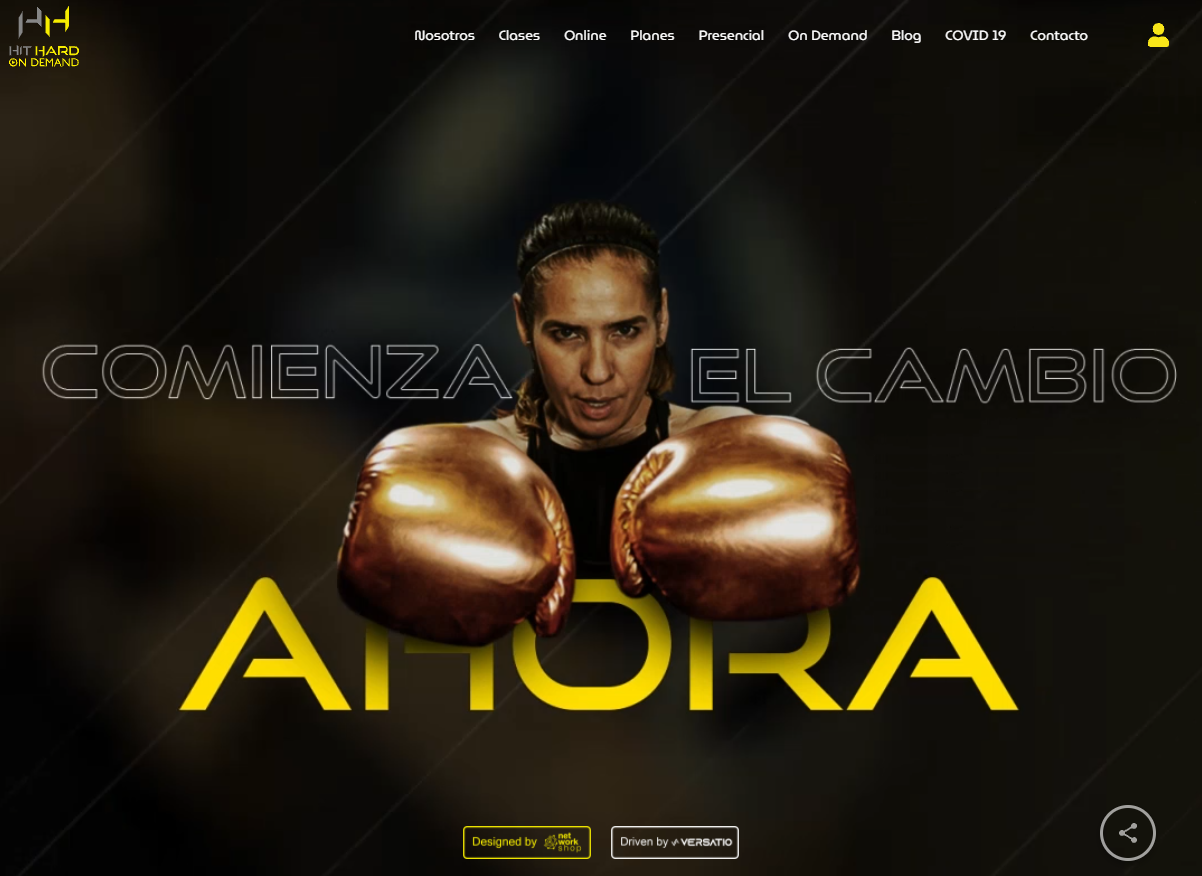 HIT HARD
ON DEMAND
Nosotros Clases Online Planes Presencial On Demand Blog COVID 19 Contacto
COMIENZA EL CAMBIO
AHORA
Designed by net work shop
Driven by VERSATIO